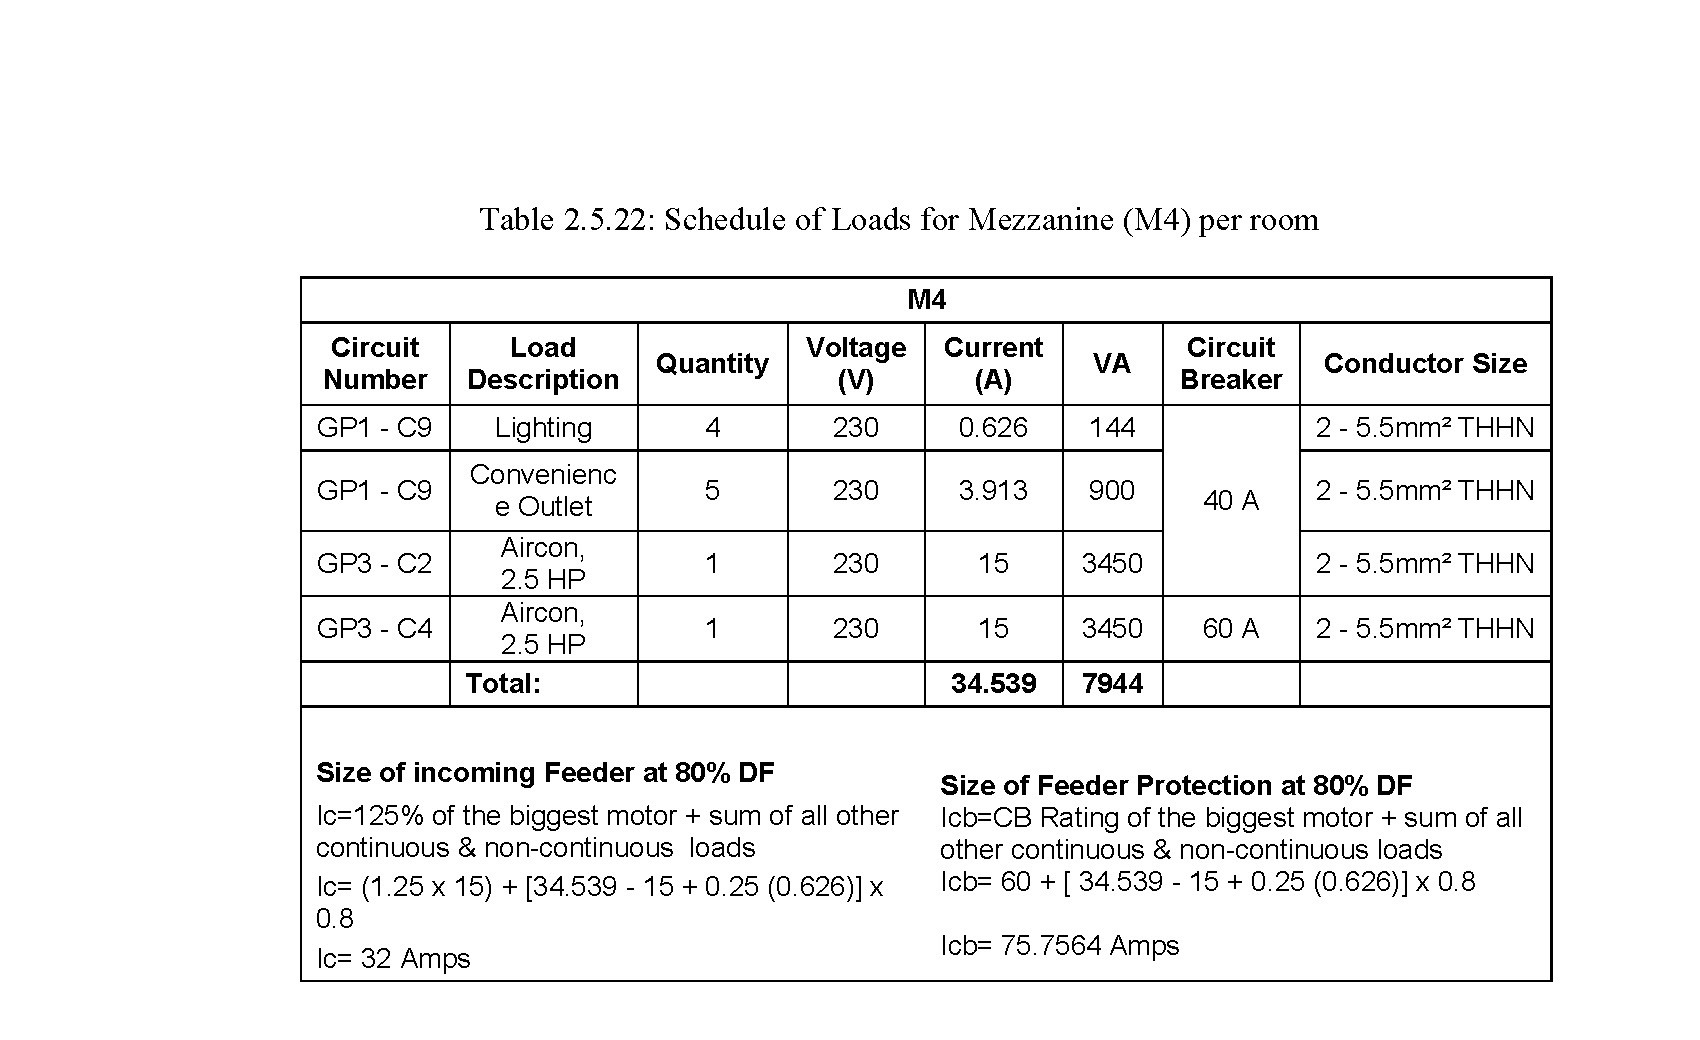 Table 2.5.22: Schedule of Loads for Mezzanine (M4) per room
M4
Circuit Number Load Description Quantity Voltage (V) Current (A) VA Circuit Breaker Conductor Size
GP1 - C9 Lighting 4 230 0.626 144 40 A 2 - 5.5mm² THHN
GP1 - C9 Convenienc e Outlet 5 230 3.913 900 2 - 5.5mm² THHN
GP3 - C2 Aircon, 2.5 HP 1 230 15 3450 2 - 5.5mm² THHN
GP3 - C4 Aircon, 2.5 HP 1 230 15 3450 60 A 2 - 5.5mm² THHN
Total: 34.539 7944
Size of incoming Feeder at 80% DF
Ic=125% of the biggest motor + sum of all other
continuous & non-continuous loads
Ic= (1.25 x 15) + [34.539 - 15 + 0.25 (0.626)] x
0.8
Ic= 32 Amps
Size of Feeder Protection at 80% DF
Icb=CB Rating of the biggest motor + sum of all
other continuous & non-continuous loads
Icb= 60 + [ 34.539 - 15 + 0.25 (0.626)] x 0.8
Icb= 75.7564 Amps